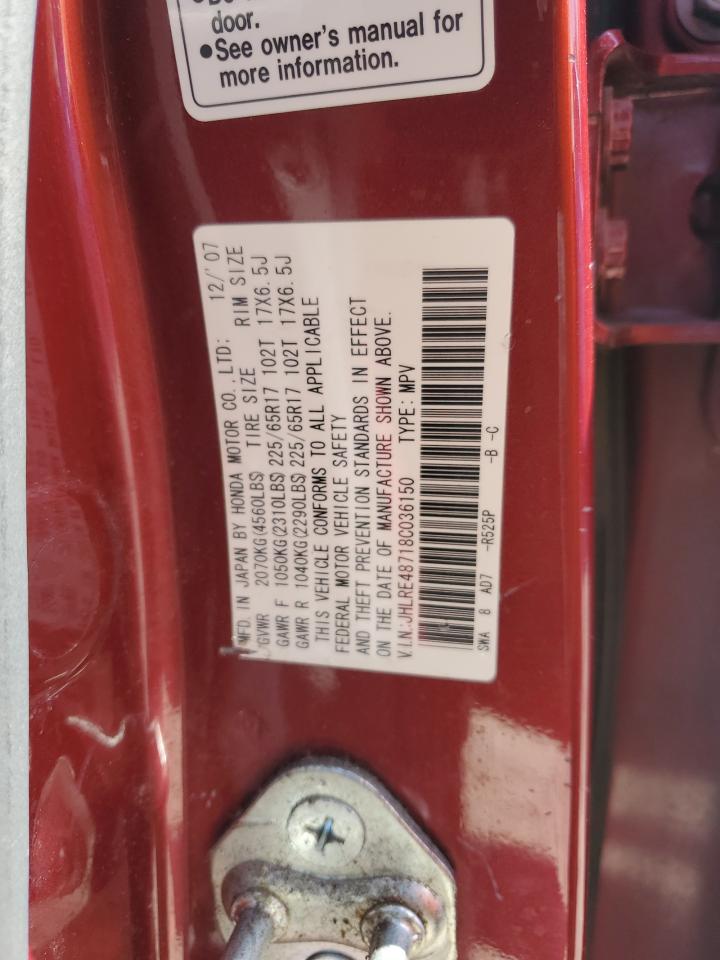 door.
●See owner's manual for
more information.
MFD. IN JAPAN BY HONDA MOTOR CO., LTD: 12/'07
GVWR 2070KG(4560LBS) TIRE SIZE RIM SIZE
GAWR F 1050KG(2310LBS) 225/65R17 102T 17X6.5J
GAWR R 1040KG(2290LBS) 225/65R17 102T 17X6.5J
THIS VEHICLE CONFORMS TO ALL APPLICABLE
FEDERAL MOTOR VEHICLE SAFETY
AND THEFT PREVENTION STANDARDS IN EFFECT
ON THE DATE OF MANUFACTURE SHOWN ABOVE.
V.I.N:JHLRE48718C036150 TYPE: MPV
SWA 8 AD7 -R525P -B -C